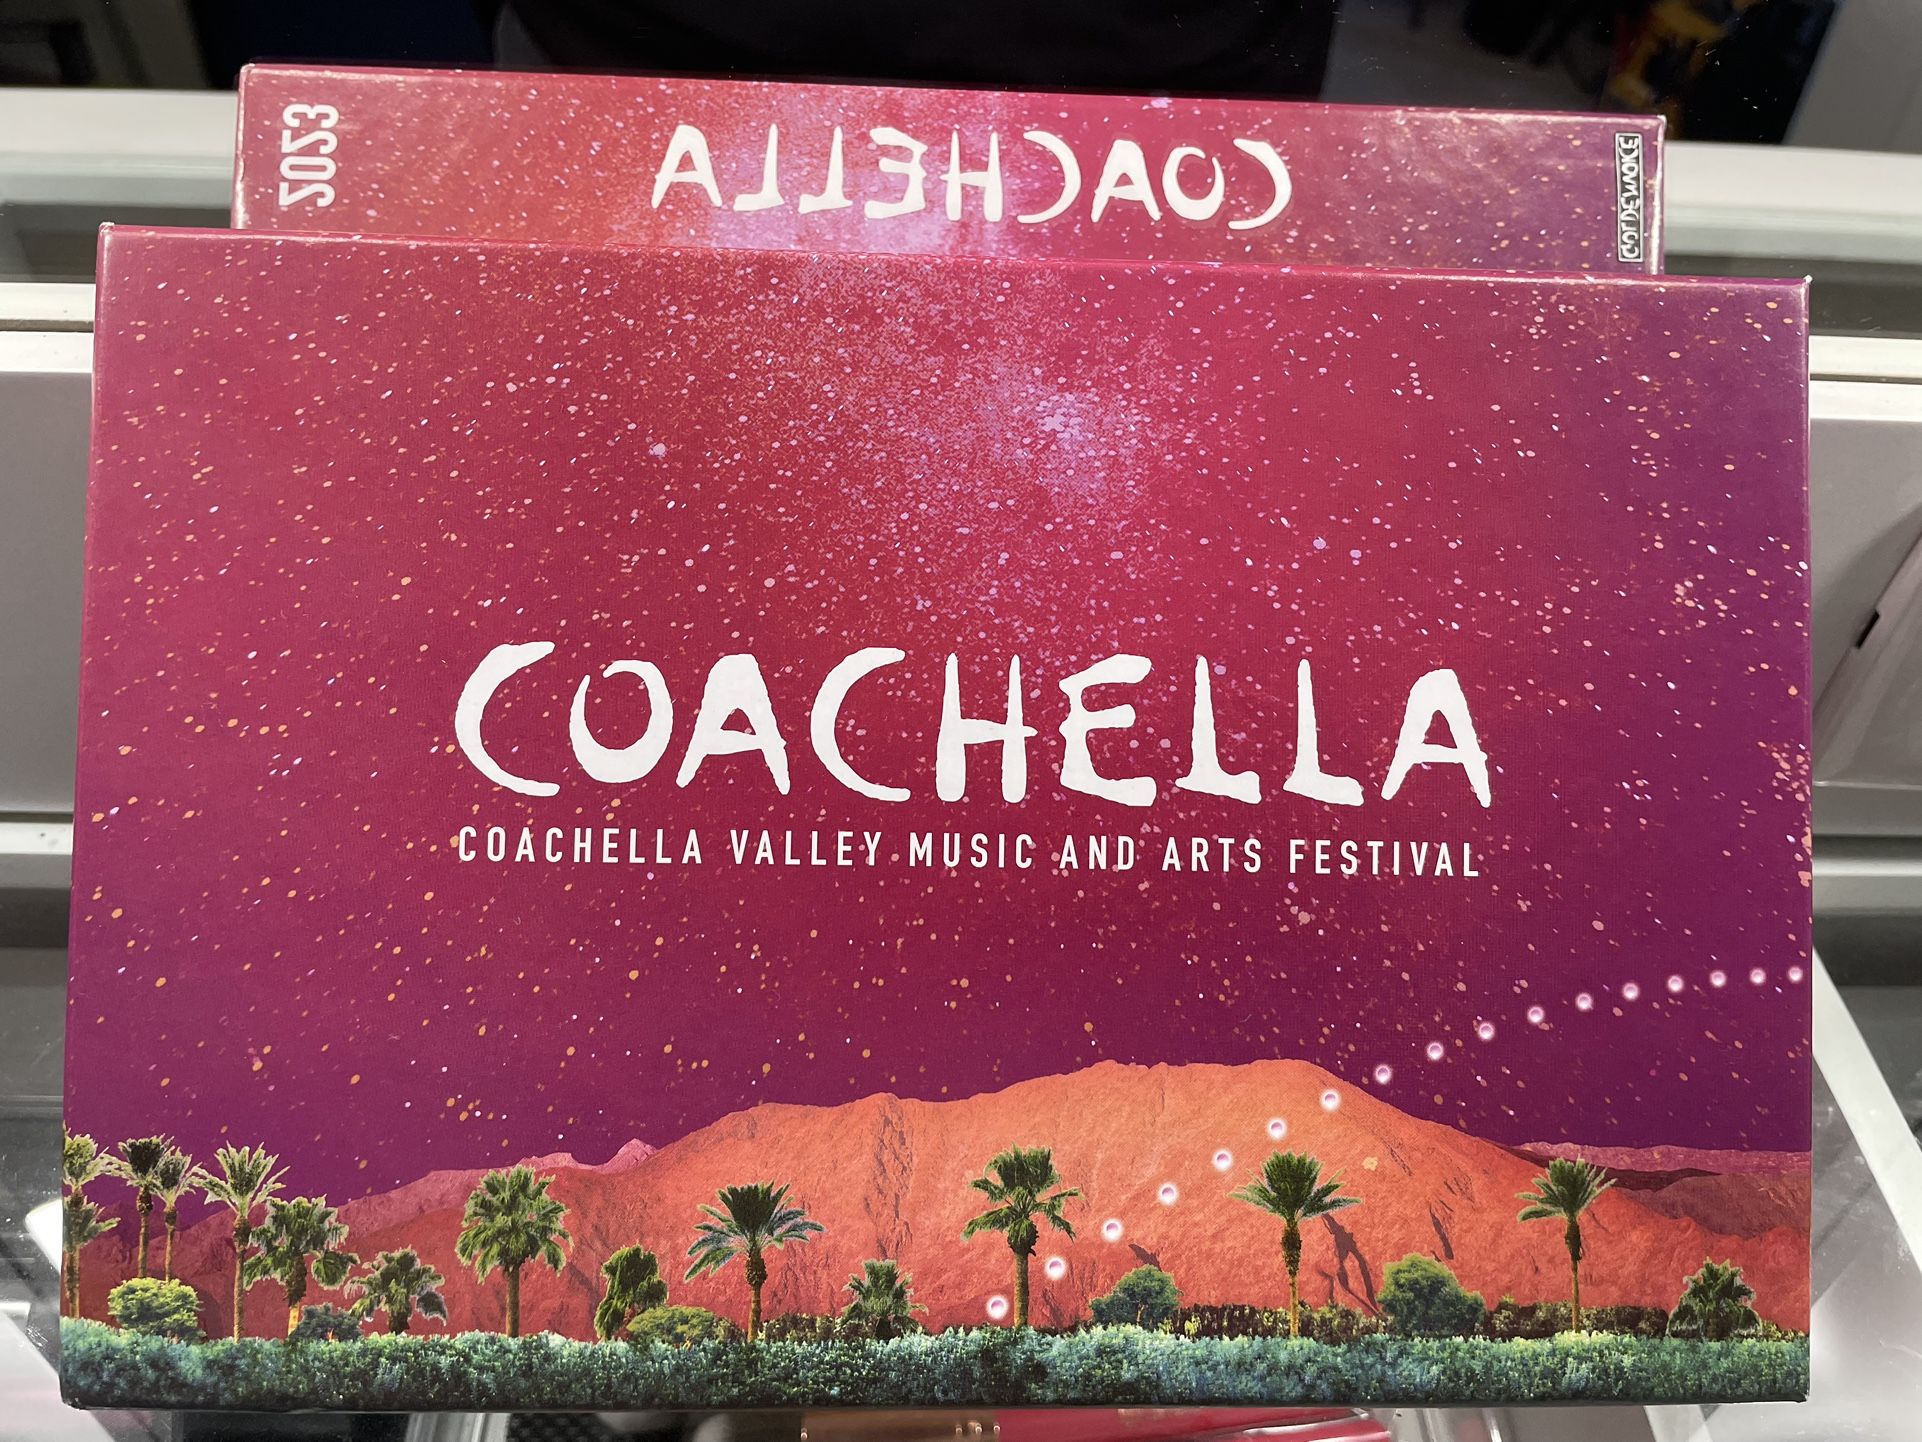 2023
COACHELLA
GOLDENVOICE
COACHELLA
COACHELLA VALLEY MUSIC AND ARTS FESTIVAL